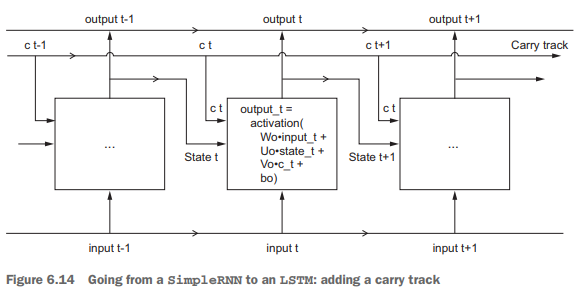 output t-1
output t
output t+1
c t-1
c t
c t+1
Carry track
c t
c t
output_t =
activation(
Wo•input_t +
Uo•state_t +
Vo•c_t +
bo)
...
...
State t
State t+1
input t-1
input t
input t+1
Figure 6.14 Going from a SimpleRNN to an LSTM: adding a carry track